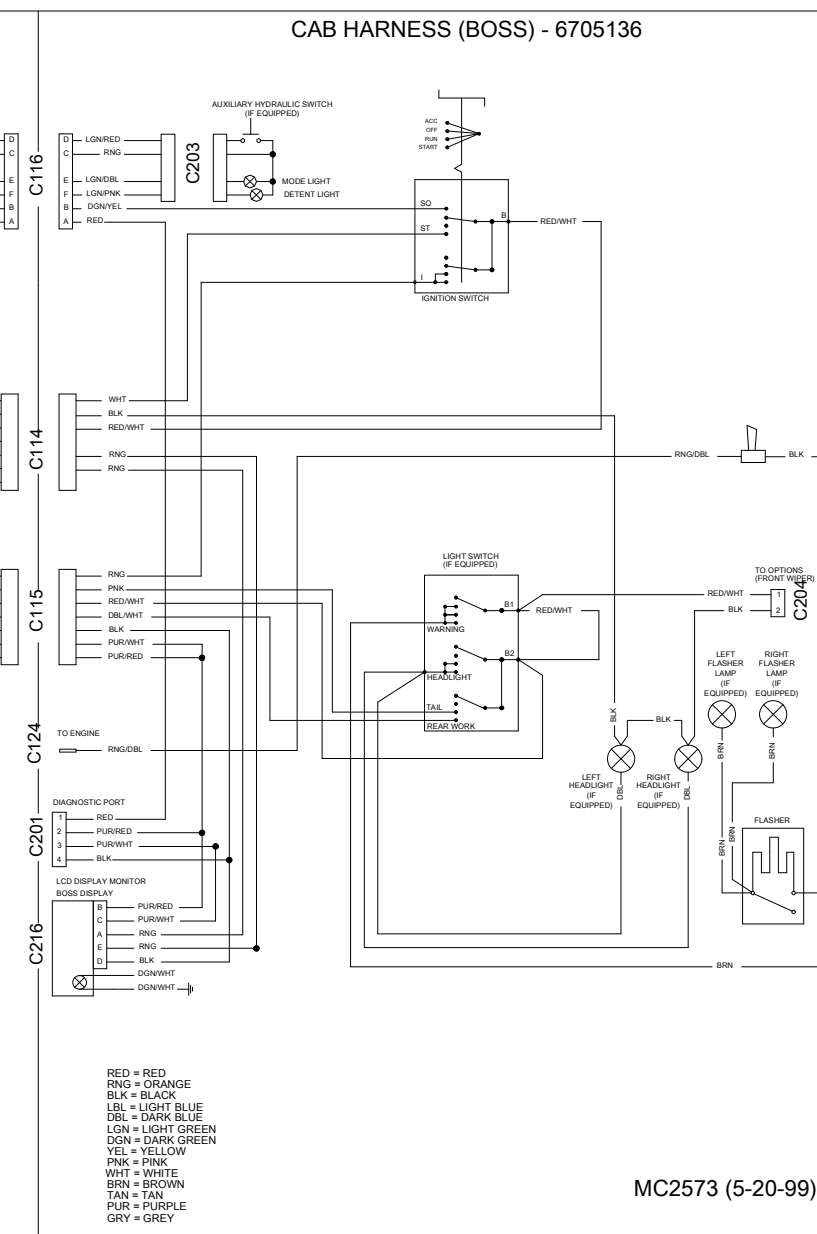 CAB HARNESS (BOSS) - 6705136
AUXILIARY HYDRAULIC SWITCH
(IF EQUIPPED)
ACC
OFF
RUN
START
D
C
E
F
B
A
C116
D
C
E
F
B
A
LGN/RED
RNG
LGN/DBL
LGN/PNK
DGN/YEL
RED
C203
MODE LIGHT
DETENT LIGHT
SO
ST
I
B
RED/WHT
IGNITION SWITCH
C114
WHT
BLK
RED/WHT
RNG
RNG
RNG/DBL
BLK
C115
RNG
PNK
RED/WHT
DBL/WHT
BLK
PUR/WHT
PUR/RED
LIGHT SWITCH
(IF EQUIPPED)
B1
RED/WHT
WARNING
B2
HEADLIGHT
TAIL
REAR WORK
TO OPTIONS
(FRONT WIPER)
RED/WHT
1
BLK
2
C204
LEFT
FLASHER
LAMP
(IF
EQUIPPED)
RIGHT
FLASHER
LAMP
(IF
EQUIPPED)
BLK
BLK
BRN
BRN
LEFT
HEADLIGHT
(IF
EQUIPPED)
DBL
RIGHT
HEADLIGHT
(IF
EQUIPPED)
DBL
BRN
BRN
FLASHER
BRN
C124
TO ENGINE
RNG/DBL
C201
DIAGNOSTIC PORT
1
RED
2
PUR/RED
3
PUR/WHT
4
BLK
C216
LCD DISPLAY MONITOR
BOSS DISPLAY
B
PUR/RED
C
PUR/WHT
A
RNG
E
RNG
D
BLK
DGN/WHT
DGN/WHT
RED = RED
RNG = ORANGE
BLK = BLACK
LBL = LIGHT BLUE
DBL = DARK BLUE
LGN = LIGHT GREEN
DGN = DARK GREEN
YEL = YELLOW
PNK = PINK
WHT = WHITE
BRN = BROWN
TAN = TAN
PUR = PURPLE
GRY = GREY
MC2573 (5-20-99)